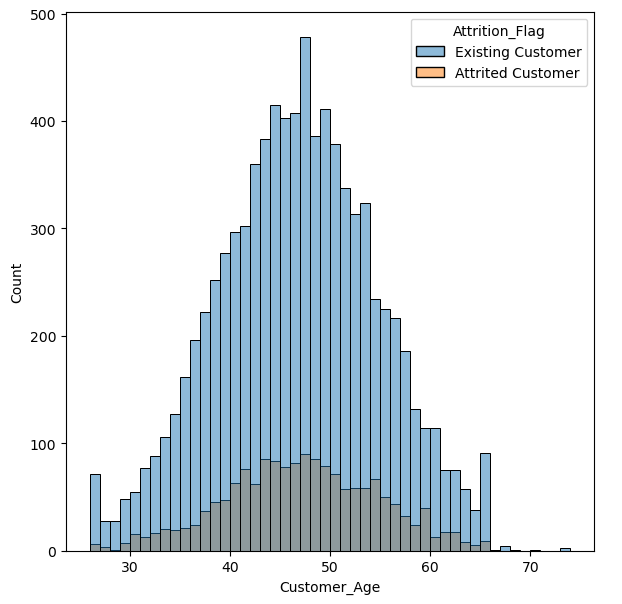 500
400
300
200
100
0
Count
Attrition_Flag
Existing Customer
Attrited Customer
30 40 50 60 70
Customer_Age